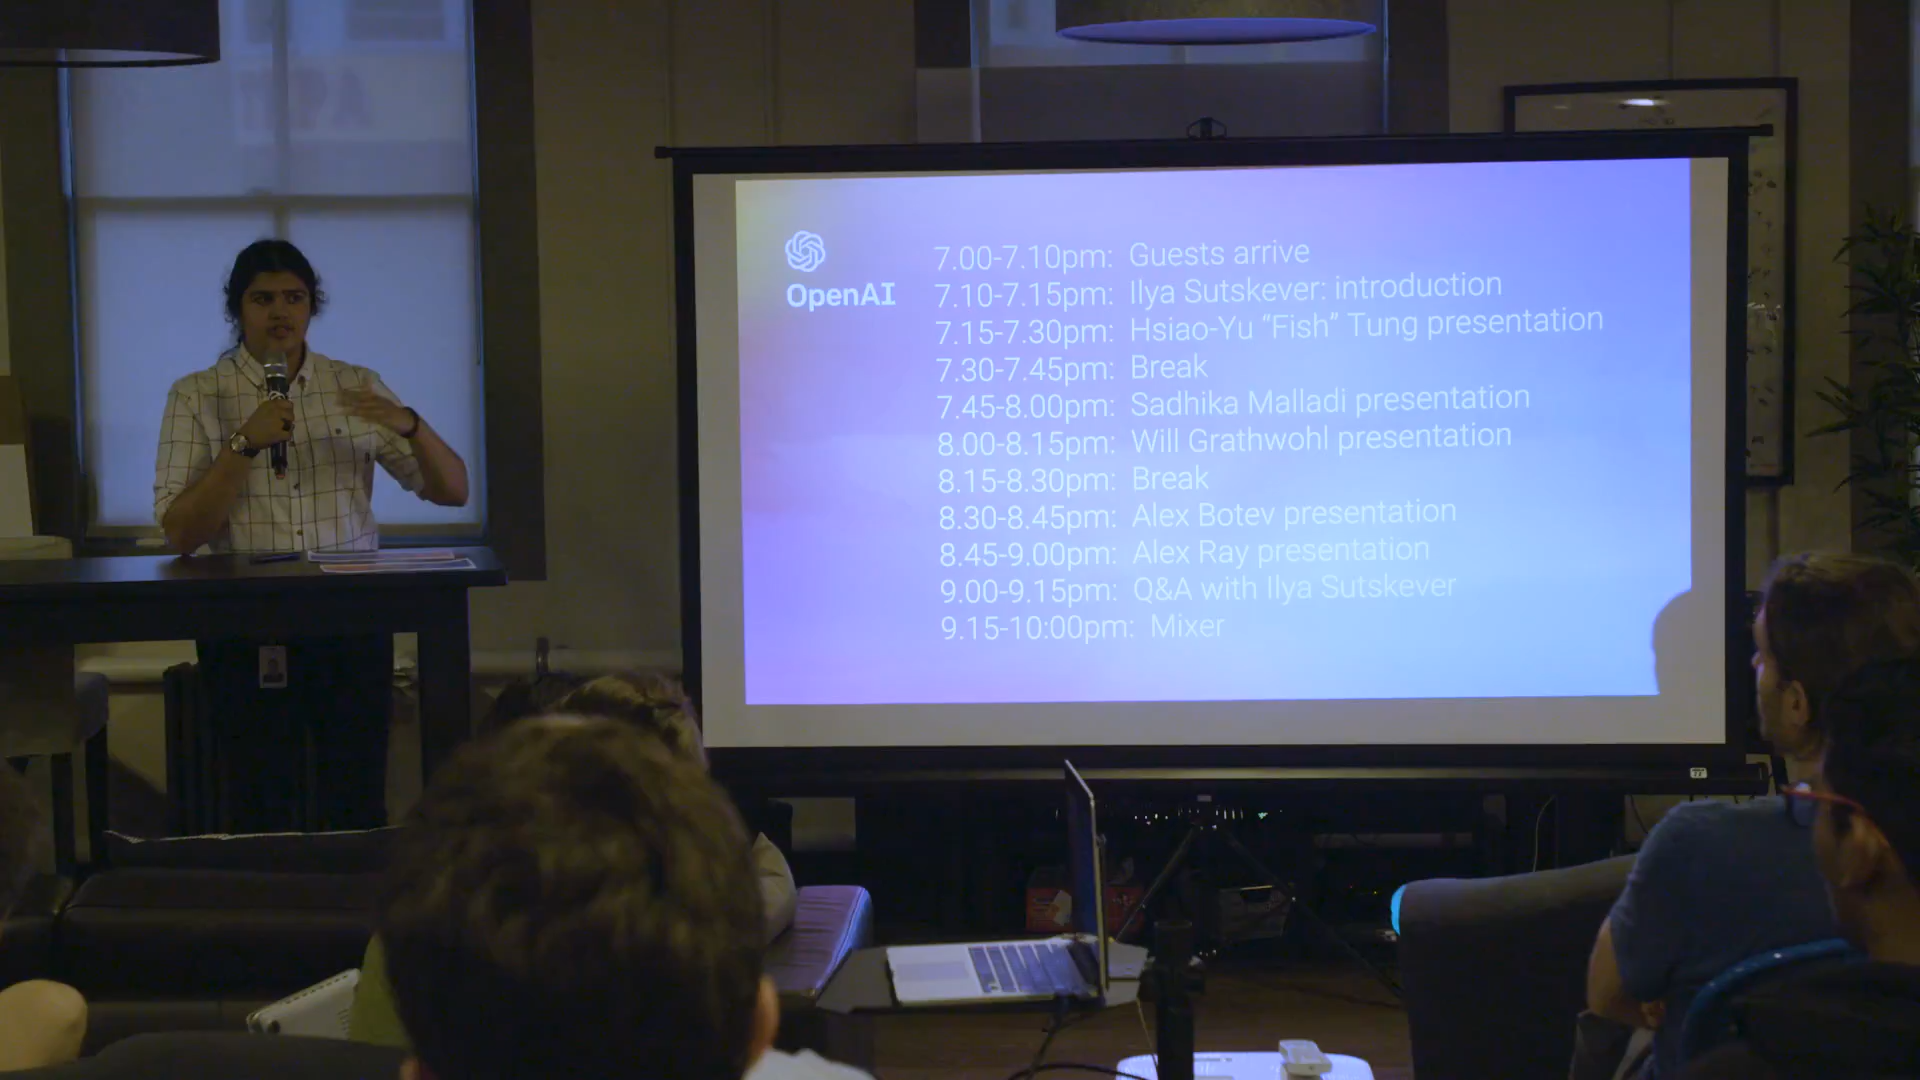 OpenAI
7.00-7.10pm: Guests arrive
7.10-7.15pm: Ilya Sutskever: introduction
7.15-7.30pm: Hsiao-Yu “Fish” Tung presentation
7.30-7.45pm: Break
7.45-8.00pm: Sadhika Malladi presentation
8.00-8.15pm: Will Grathwohl presentation
8.15-8.30pm: Break
8.30-8.45pm: Alex Botev presentation
8.45-9.00pm: Alex Ray presentation
9.00-9.15pm: Q&A with Ilya Sutskever
9.15-10:00pm: Mixer